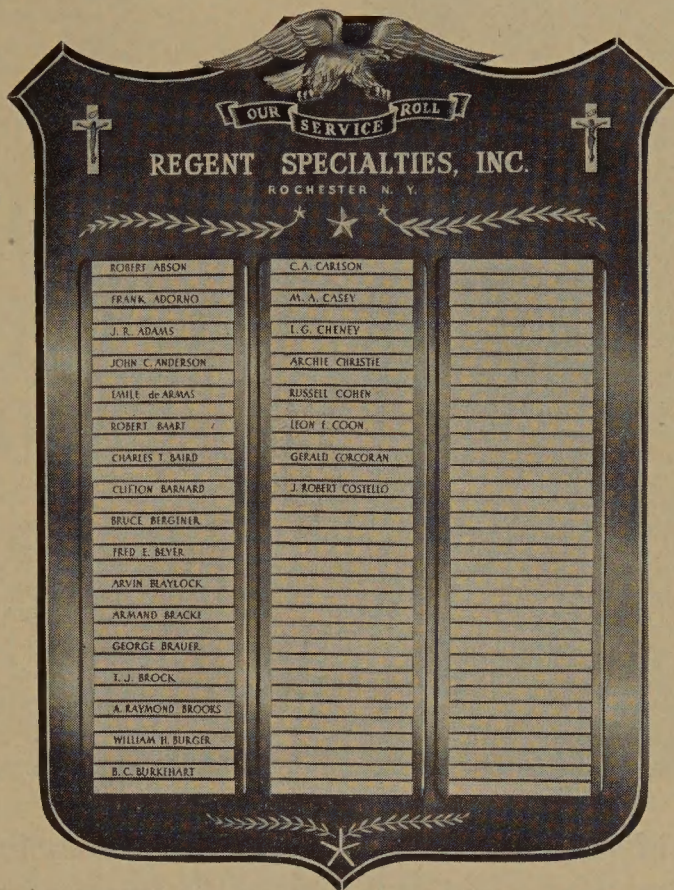 OUR SERVICE ROLL
REGENT SPECIALTIES, INC.
ROCHESTER N. Y.
ROBERT ABSON
FRANK ADORNO
J. R. ADAMS
JOHN C. ANDERSON
EMILE de ARMAS
ROBERT BAART
CHARLES T. BAIRD
CLIFTON BARNARD
BRUCE BERGINER
FRED E. BEYER
ARVIN BLAYLOCK
ARMAND BRACKE
GEORGE BRAUER
T. J. BROCK
A. RAYMOND BROOKS
WILLIAM H. BURGER
B. C. BURKEHART
C. A. CARLSON
M. A. CASEY
L. G. CHENEY
ARCHIE CHRISTIE
RUSSELL COHEN
LEON F. COON
GERALD CORCORAN
J. ROBERT COSTELLO